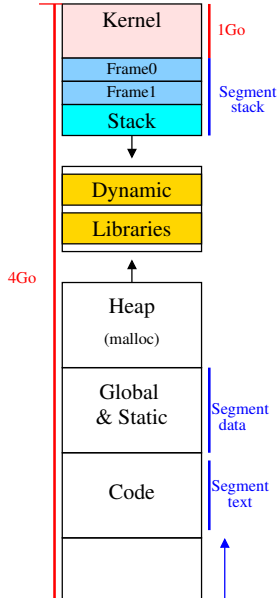 Kernel
1Go
Frame0
Frame1
Segment
stack
Stack
Dynamic
Libraries
4Go
Heap
(malloc)
Global
& Static
Segment
data
Code
Segment
text